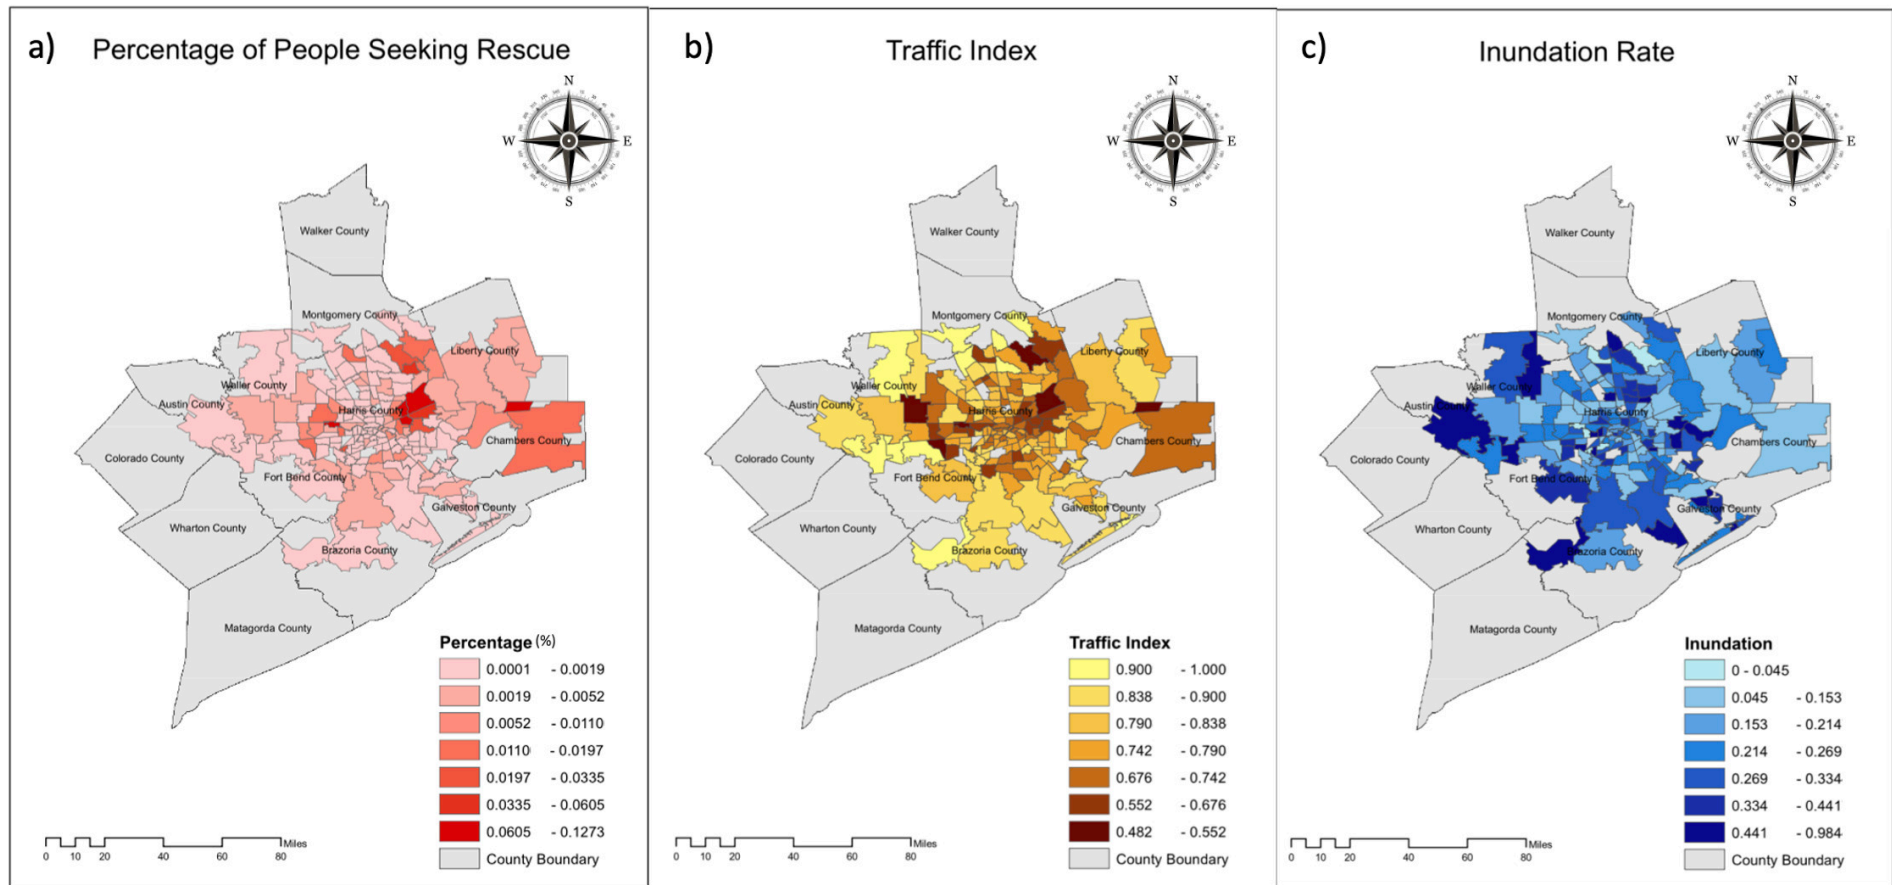 a) Percentage of People Seeking Rescue
N
W E
S
Walker County
Montgomery County
Liberty County
Waller County
Austin County
Harris County
Chambers County
Colorado County
Fort Bend County
Galveston County
Wharton County
Brazoria County
Matagorda County
Percentage (%)
0.0001 - 0.0019
0.0019 - 0.0052
0.0052 - 0.0110
0.0110 - 0.0197
0.0197 - 0.0335
0.0335 - 0.0605
0.0605 - 0.1273
County Boundary
Miles
0 10 20 40 60 80
b) Traffic Index
N
W E
S
Walker County
Montgomery County
Liberty County
Waller County
Austin County
Harris County
Chambers County
Colorado County
Fort Bend County
Galveston County
Wharton County
Brazoria County
Matagorda County
Traffic Index
0.900 - 1.000
0.838 - 0.900
0.790 - 0.838
0.742 - 0.790
0.676 - 0.742
0.552 - 0.676
0.482 - 0.552
County Boundary
Miles
0 10 20 40 60 80
c) Inundation Rate
N
W E
S
Walker County
Montgomery County
Liberty County
Waller County
Austin County
Harris County
Chambers County
Colorado County
Fort Bend County
Galveston County
Wharton County
Brazoria County
Matagorda County
Inundation
0 - 0.045
0.045 - 0.153
0.153 - 0.214
0.214 - 0.269
0.269 - 0.334
0.334 - 0.441
0.441 - 0.984
County Boundary
Miles
0 10 20 40 60 80